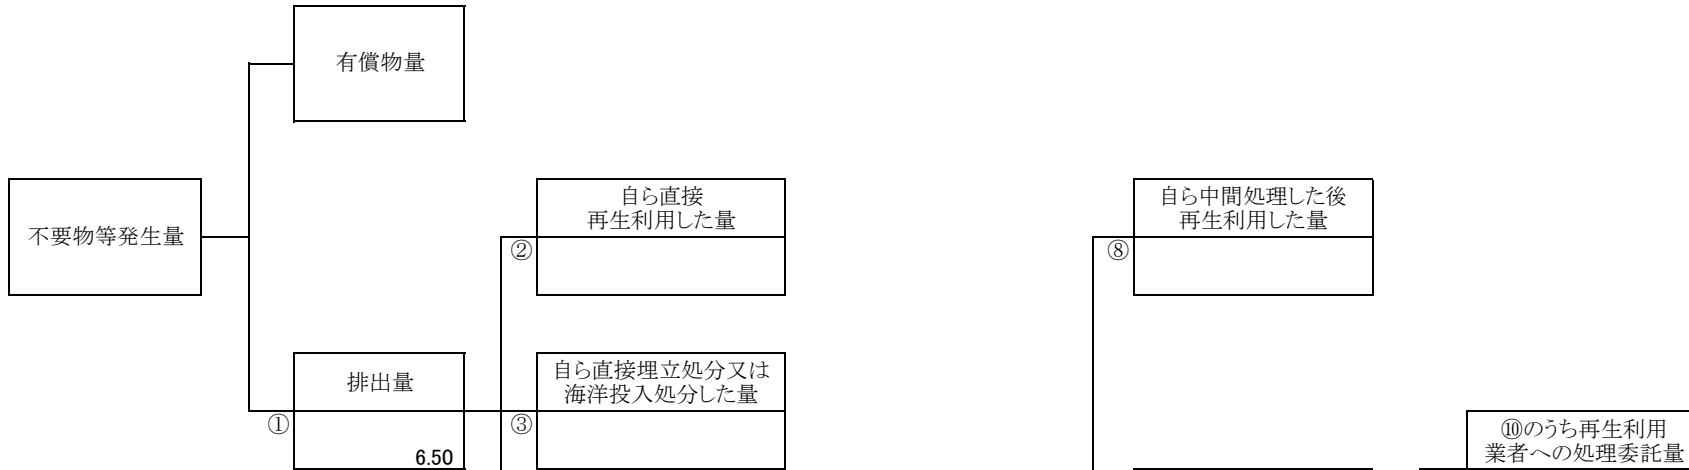 有償物量
不要物等発生量
自ら直接
再生利用した量
②
自ら中間処理した後
再生利用した量
⑧
排出量
①
6.50
自ら直接埋立処分又は
海洋投入処分した量
③
⑩のうち再生利用
業者への処理委託量